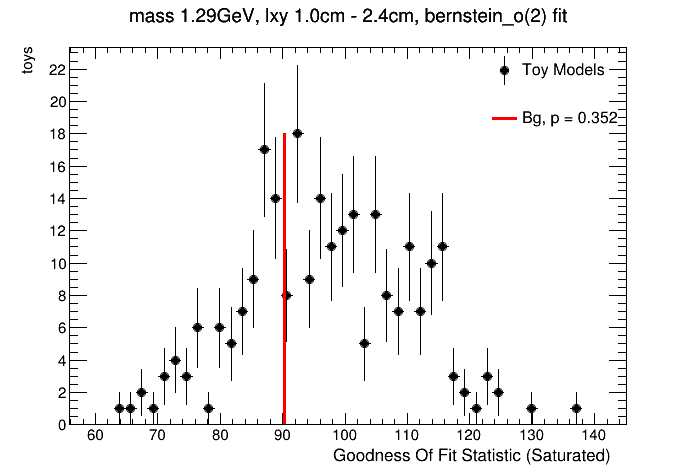 mass 1.29GeV, lxy 1.0cm - 2.4cm, bernstein_o(2) fit
toys
Toy Models
Bg, p = 0.352
22
20
18
16
14
12
10
8
6
4
2
0
60 70 80 90 100 110 120 130 140
Goodness Of Fit Statistic (Saturated)